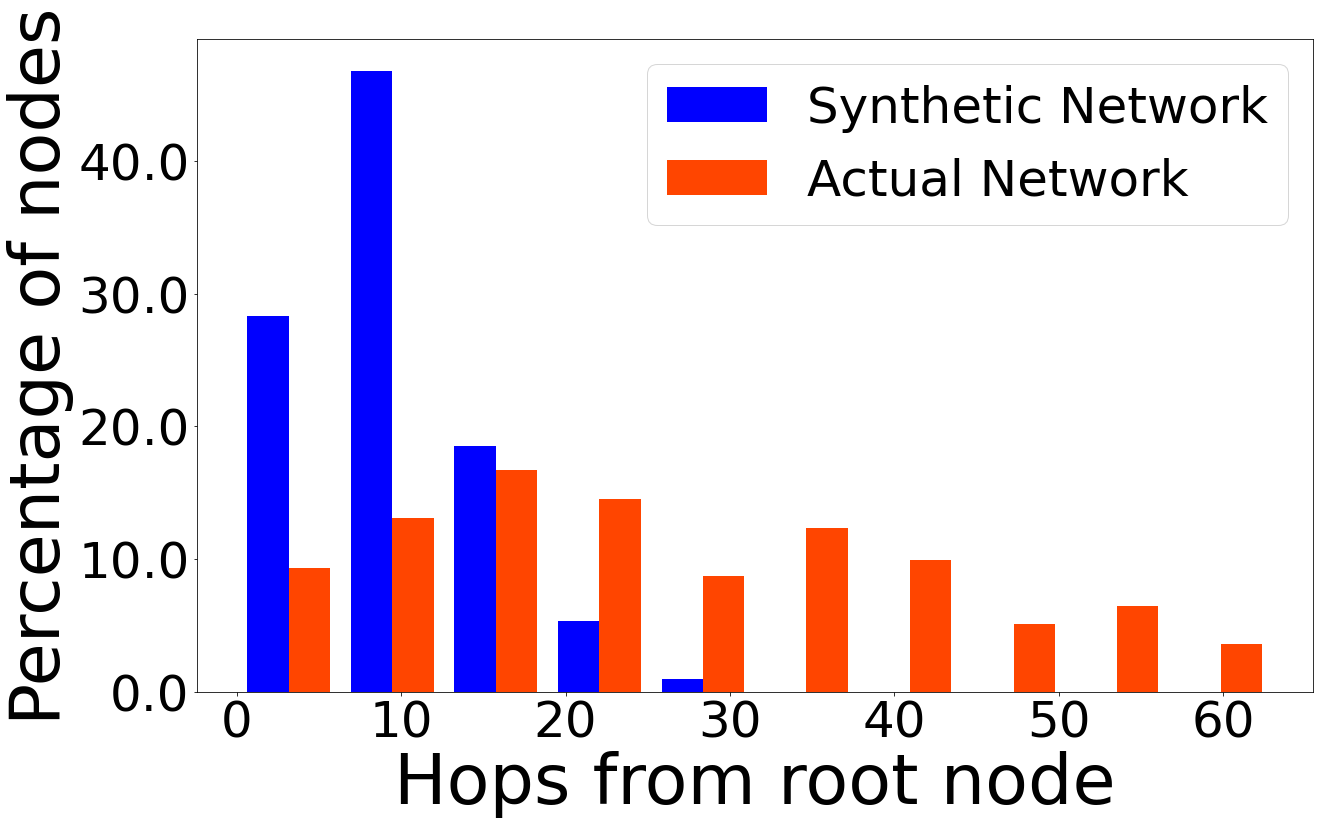 Percentage of nodes
40.0
30.0
20.0
10.0
0.0
Synthetic Network
Actual Network
0 10 20 30 40 50 60
Hops from root node